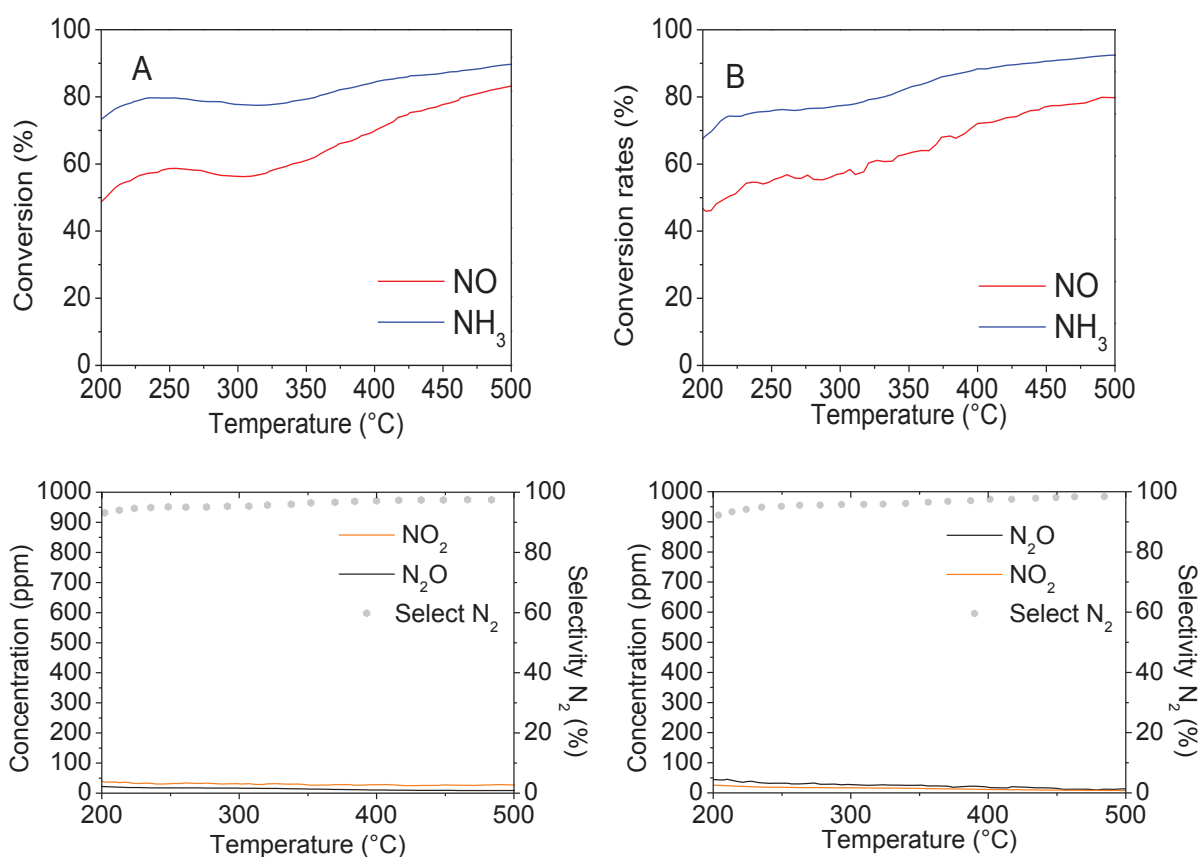 A
Conversion (%)
100
80
60
40
20
0
NO
NH₃
200 250 300 350 400 450 500
Temperature (°C)
B
Conversion rates (%)
100
80
60
40
20
0
NO
NH₃
200 250 300 350 400 450 500
Temperature (°C)
Concentration (ppm)
1000
900
800
700
600
500
400
300
200
100
0
NO₂
N₂O
Select N₂
100
80
60
40
20
0
Selectivity N₂ (%)
200 300 400 500
Temperature (°C)
Concentration (ppm)
1000
900
800
700
600
500
400
300
200
100
0
N₂O
NO₂
Select N₂
100
80
60
40
20
0
Selectivity N₂ (%)
200 300 400 500
Temperature (°C)